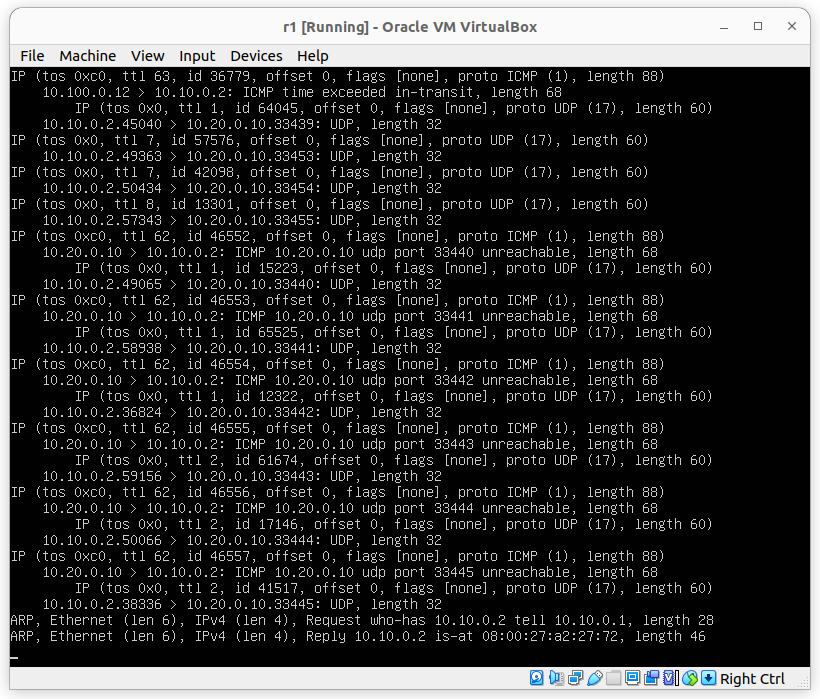 r1 [Running] - Oracle VM VirtualBox
File Machine View Input Devices Help
IP (tos 0xc0, ttl 63, id 36779, offset 0, flags [none], proto ICMP (1), length 88)
    10.100.0.12 > 10.10.0.2: ICMP time exceeded in-transit, length 68
        IP (tos 0x0, ttl 1, id 64045, offset 0, flags [none], proto UDP (17), length 60)
    10.10.0.2.45040 > 10.20.0.10.33439: UDP, length 32
IP (tos 0x0, ttl 7, id 57576, offset 0, flags [none], proto UDP (17), length 60)
    10.10.0.2.49363 > 10.20.0.10.33453: UDP, length 32
IP (tos 0x0, ttl 7, id 42098, offset 0, flags [none], proto UDP (17), length 60)
    10.10.0.2.50434 > 10.20.0.10.33454: UDP, length 32
IP (tos 0x0, ttl 8, id 13301, offset 0, flags [none], proto UDP (17), length 60)
    10.10.0.2.57343 > 10.20.0.10.33455: UDP, length 32
IP (tos 0xc0, ttl 62, id 46552, offset 0, flags [none], proto ICMP (1), length 88)
    10.20.0.10 > 10.10.0.2: ICMP 10.20.0.10 udp port 33440 unreachable, length 68
        IP (tos 0x0, ttl 1, id 15223, offset 0, flags [none], proto UDP (17), length 60)
    10.10.0.2.49065 > 10.20.0.10.33440: UDP, length 32
IP (tos 0xc0, ttl 62, id 46553, offset 0, flags [none], proto ICMP (1), length 88)
    10.20.0.10 > 10.10.0.2: ICMP 10.20.0.10 udp port 33441 unreachable, length 68
        IP (tos 0x0, ttl 1, id 65525, offset 0, flags [none], proto UDP (17), length 60)
    10.10.0.2.58938 > 10.20.0.10.33441: UDP, length 32
IP (tos 0xc0, ttl 62, id 46554, offset 0, flags [none], proto ICMP (1), length 88)
    10.20.0.10 > 10.10.0.2: ICMP 10.20.0.10 udp port 33442 unreachable, length 68
        IP (tos 0x0, ttl 1, id 12322, offset 0, flags [none], proto UDP (17), length 60)
    10.10.0.2.36824 > 10.20.0.10.33442: UDP, length 32
IP (tos 0xc0, ttl 62, id 46555, offset 0, flags [none], proto ICMP (1), length 88)
    10.20.0.10 > 10.10.0.2: ICMP 10.20.0.10 udp port 33443 unreachable, length 68
        IP (tos 0x0, ttl 2, id 61674, offset 0, flags [none], proto UDP (17), length 60)
    10.10.0.2.59156 > 10.20.0.10.33443: UDP, length 32
IP (tos 0xc0, ttl 62, id 46556, offset 0, flags [none], proto ICMP (1), length 88)
    10.20.0.10 > 10.10.0.2: ICMP 10.20.0.10 udp port 33444 unreachable, length 68
        IP (tos 0x0, ttl 2, id 17146, offset 0, flags [none], proto UDP (17), length 60)
    10.10.0.2.50066 > 10.20.0.10.33444: UDP, length 32
IP (tos 0xc0, ttl 62, id 46557, offset 0, flags [none], proto ICMP (1), length 88)
    10.20.0.10 > 10.10.0.2: ICMP 10.20.0.10 udp port 33445 unreachable, length 68
        IP (tos 0x0, ttl 2, id 41517, offset 0, flags [none], proto UDP (17), length 60)
    10.10.0.2.38336 > 10.20.0.10.33445: UDP, length 32
ARP, Ethernet (len 6), IPv4 (len 4), Request who-has 10.10.0.2 tell 10.10.0.1, length 28
ARP, Ethernet (len 6), IPv4 (len 4), Reply 10.10.0.2 is-at 08:00:27:a2:27:72, length 46
Right Ctrl